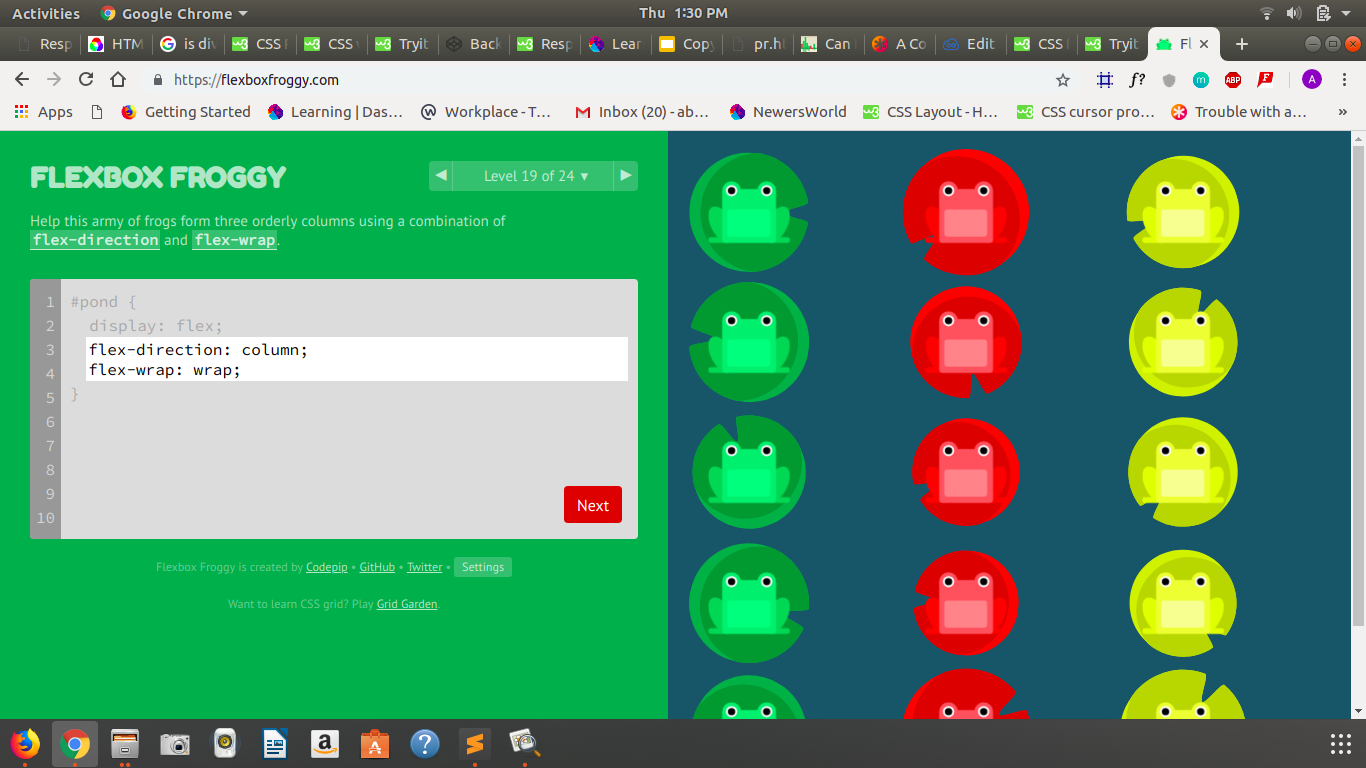 Activities
Google Chrome ▾
Thu 1:30 PM
Resp
HTM
is div
CSS
CSS
Tryit
Back
Resp
Lear
Copy
pr.h
Can
A Co
Edit
CSS
Tryit
Fl
https://flexboxfroggy.com
f?
m
ABP
A
Apps
Getting Started
Learning | Das...
Workplace - T...
Inbox (20) - ab...
NewersWorld
CSS Layout - H...
CSS cursor pro...
Trouble with a...
»
FLEXBOX FROGGY
◀ Level 19 of 24 ▾ ▶
Help this army of frogs form three orderly columns using a combination of
flex-direction and flex-wrap.
1 #pond {
2 display: flex;
3 flex-direction: column;
4 flex-wrap: wrap;
5 }
6
7
8
9
10
Next
Flexbox Froggy is created by Codepip • GitHub • Twitter • Settings
Want to learn CSS grid? Play Grid Garden.